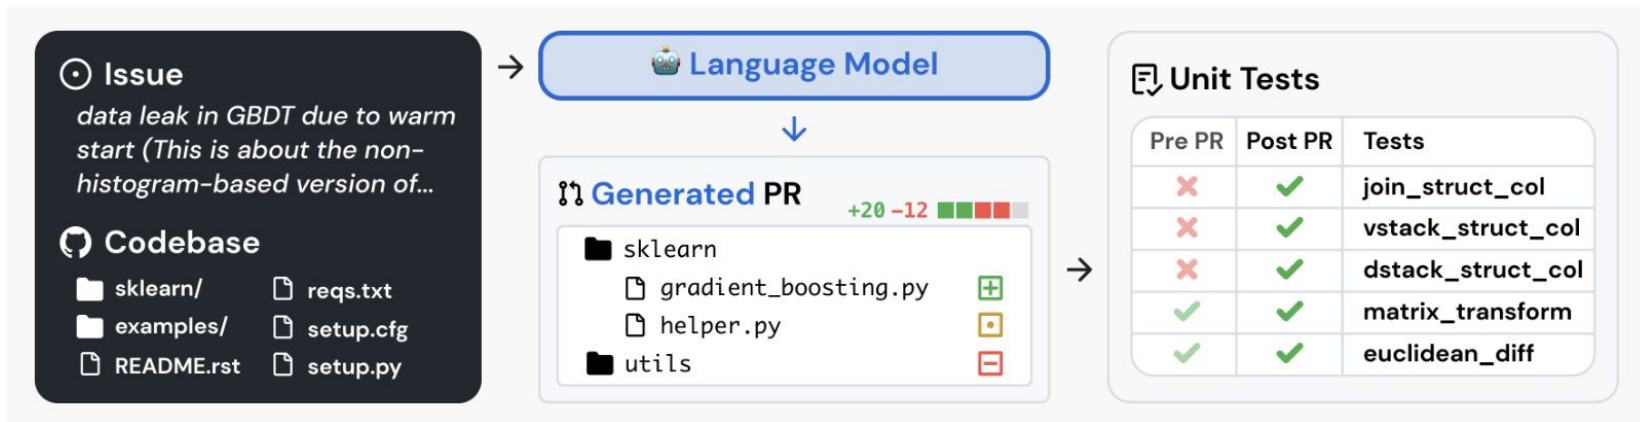 Issue
data leak in GBDT due to warm
start (This is about the non-
histogram-based version of...
Codebase
sklearn/
reqs.txt
examples/
setup.cfg
README.rst
setup.py
Language Model
Generated PR
+20 -12
sklearn
gradient_boosting.py
helper.py
utils
Unit Tests
Pre PR Post PR Tests
join_struct_col
vstack_struct_col
dstack_struct_col
matrix_transform
euclidean_diff